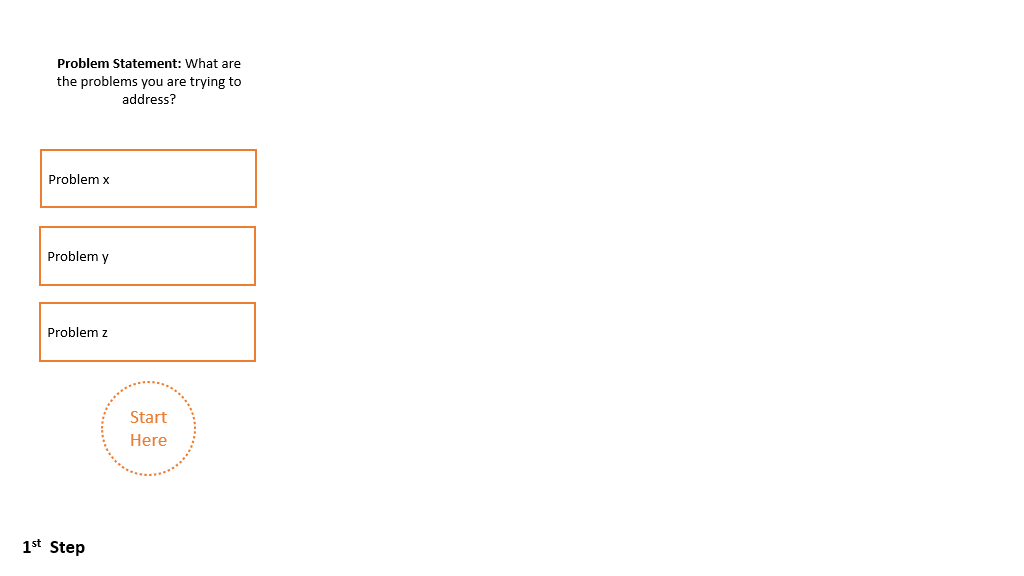 Problem Statement: What are
the problems you are trying to
address?
Problem x
Problem y
Problem z
Start
Here
1st Step